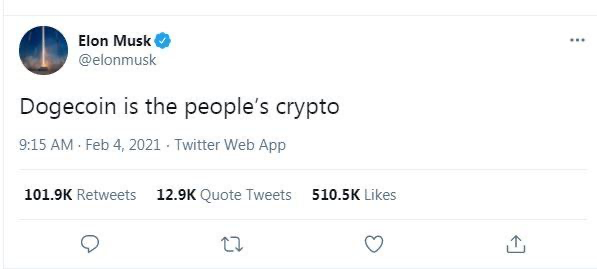 Elon Musk
@elonmusk
Dogecoin is the people’s crypto
9:15 AM · Feb 4, 2021 · Twitter Web App
101.9K Retweets 12.9K Quote Tweets 510.5K Likes